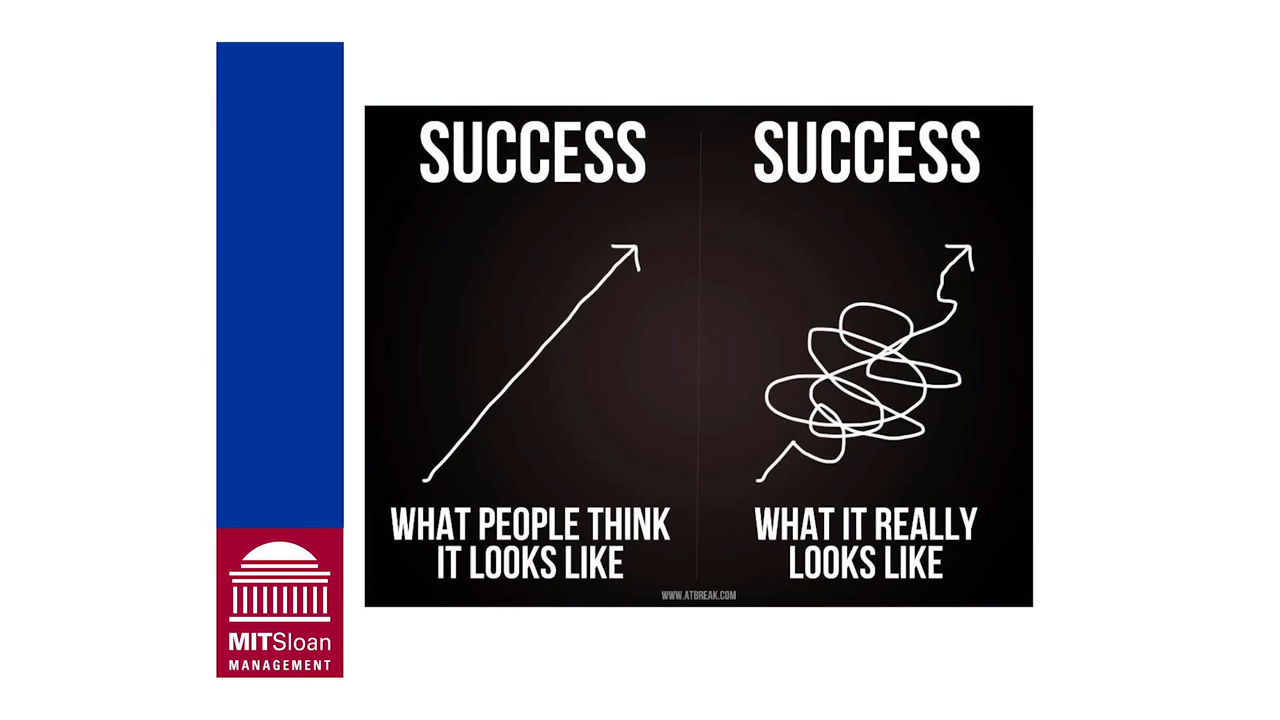 SUCCESS
WHAT PEOPLE THINK
IT LOOKS LIKE
SUCCESS
WHAT IT REALLY
LOOKS LIKE
WWW.ATBREAK.COM
MITSloan
MANAGEMENT